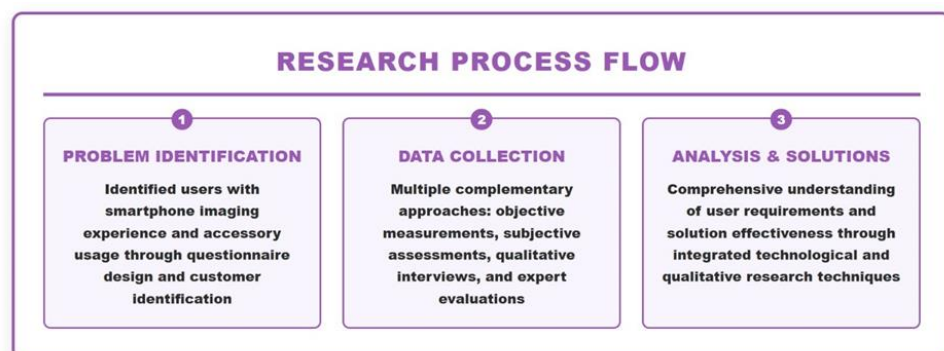 RESEARCH PROCESS FLOW
1
PROBLEM IDENTIFICATION
Identified users with
smartphone imaging
experience and accessory
usage through questionnaire
design and customer
identification
2
DATA COLLECTION
Multiple complementary
approaches: objective
measurements, subjective
assessments, qualitative
interviews, and expert
evaluations
3
ANALYSIS & SOLUTIONS
Comprehensive understanding
of user requirements and
solution effectiveness through
integrated technological and
qualitative research techniques